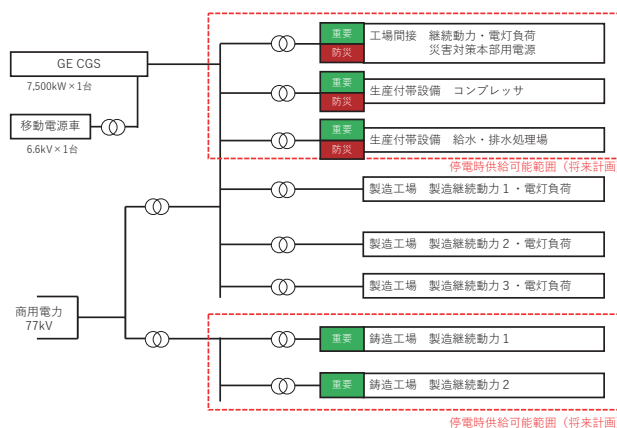 重要
防災
工場間接　継続動力・電灯負荷
災害対策本部用電源
GE CGS
7,500kW×1台
重要
防災
生産付帯設備　コンプレッサ
移動電源車
6.6kV×1台
重要
防災
生産付帯設備　給水・排水処理場
停電時供給可能範囲（将来計画
製造工場　製造継続動力1・電灯負荷
製造工場　製造継続動力2・電灯負荷
製造工場　製造継続動力3・電灯負荷
商用電力
77kV
重要
鋳造工場　製造継続動力1
重要
鋳造工場　製造継続動力2
停電時供給可能範囲（将来計画